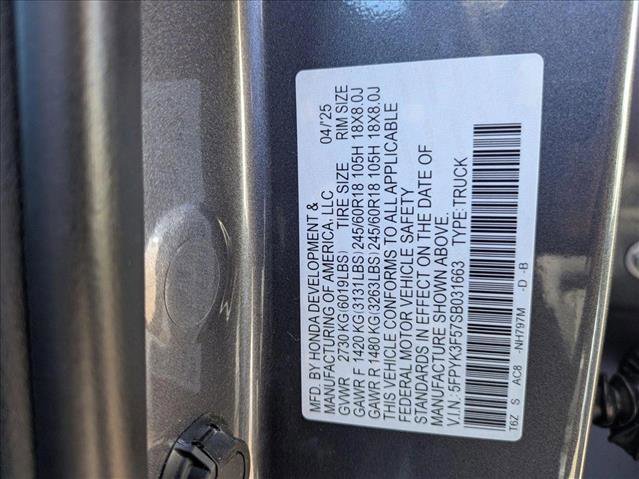 MFD. BY HONDA DEVELOPMENT &
MANUFACTURING OF AMERICA, LLC 04/'25
GVWR 2730 KG(6019LBS) TIRE SIZE RIM SIZE
GAWR F 1420 KG(3131LBS)245/60R18 105H 18X8.0J
GAWR R 1480 KG(3263LBS)245/60R18 105H 18X8.0J
THIS VEHICLE CONFORMS TO ALL APPLICABLE
FEDERAL MOTOR VEHICLE SAFETY
STANDARDS IN EFFECT ON THE DATE OF
MANUFACTURE SHOWN ABOVE.
V.I.N.: 5FPYK3F57SB031663 TYPE:TRUCK
T6Z S AC8 -NH797M -D -B